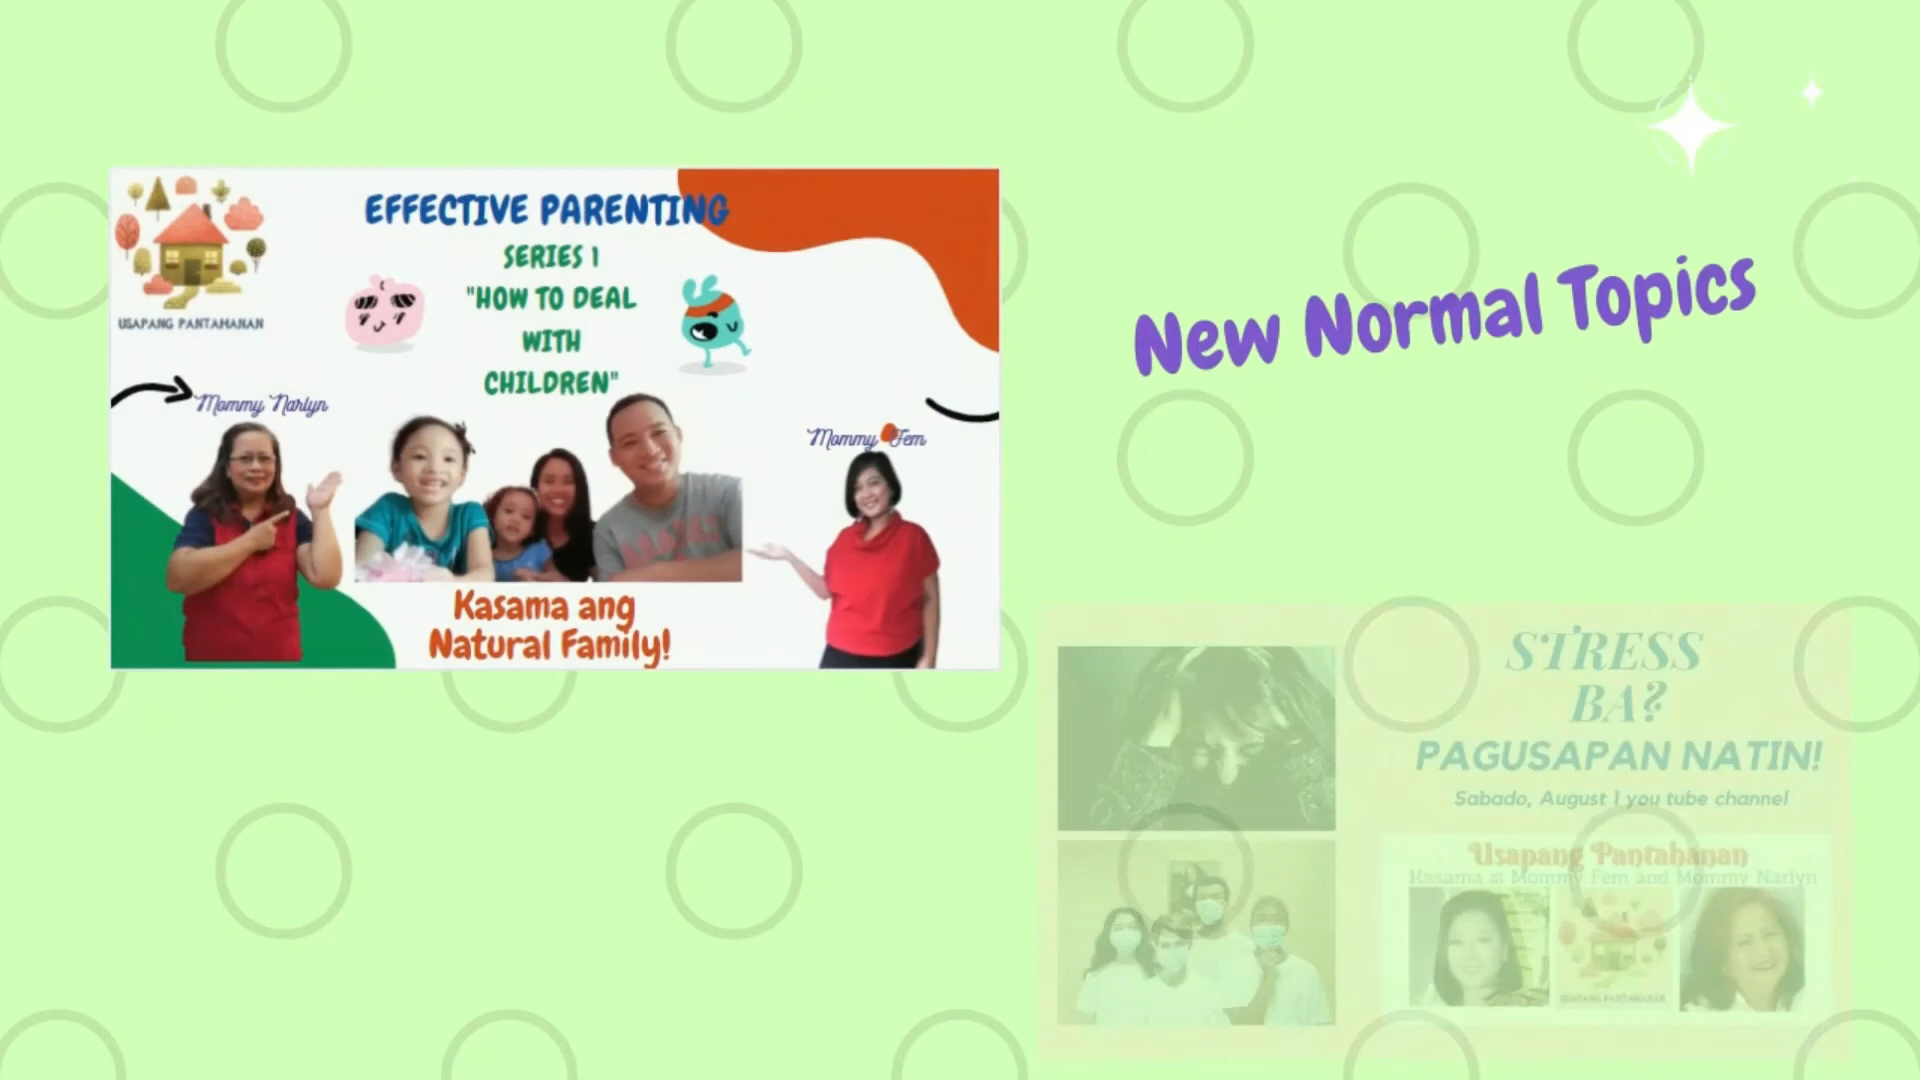 EFFECTIVE PARENTING
SERIES 1
"HOW TO DEAL
WITH
CHILDREN"
USAPANG PANTAHANAN
Mommy Narlyn
Mommy Fem
Kasama ang
Natural Family!
New Normal Topics
STRESS
BA?
PAGUSAPAN NATIN!
Sabado, August 1 you tube channel
Usapang Pantahanan
Kasama si Mommy Fem and Mommy Narlyn
USAPANG PANTAHANAN